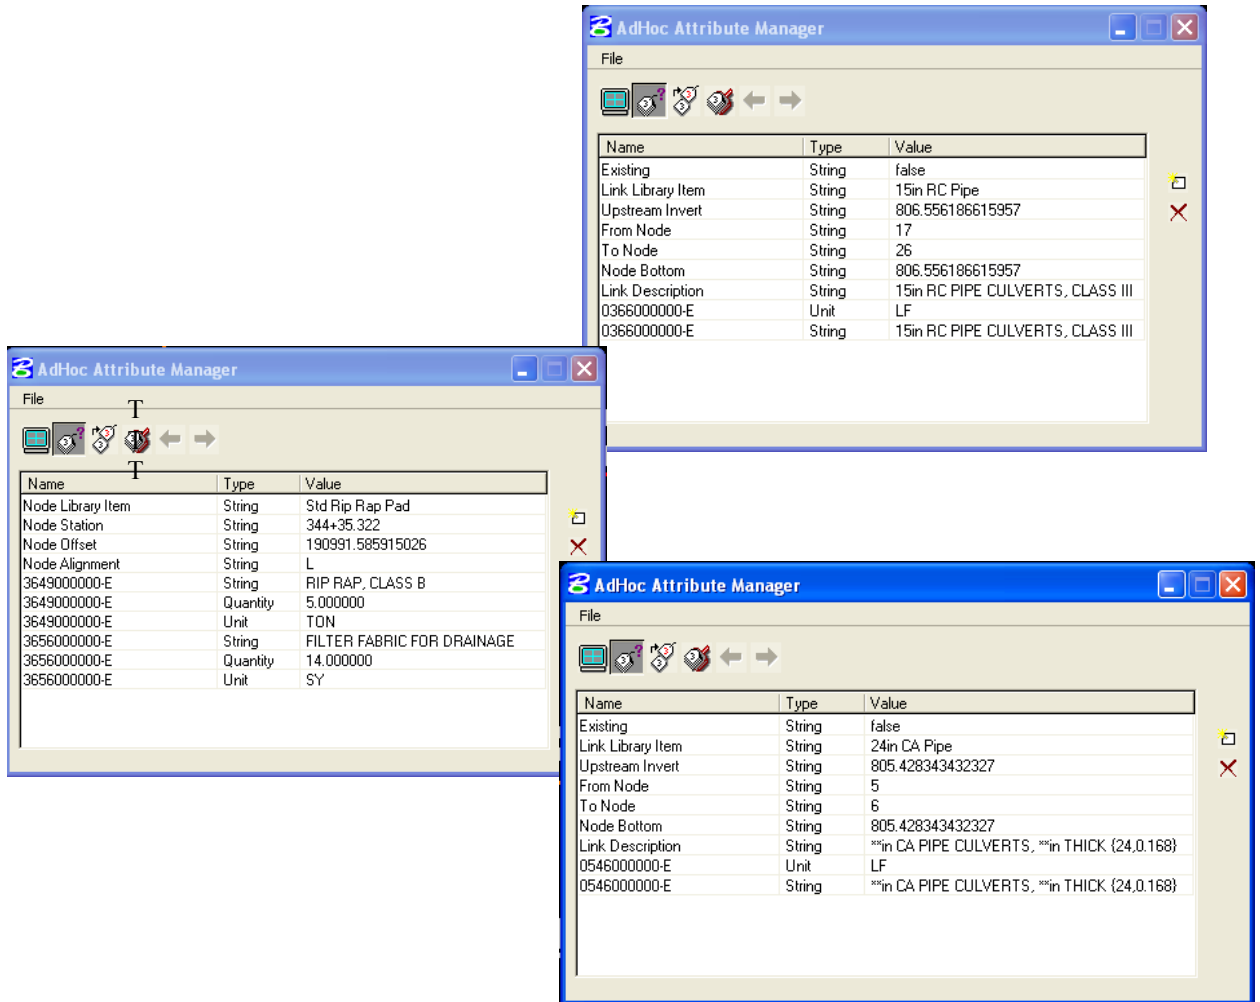 AdHoc Attribute Manager
File
Name Type Value
Existing String false
Link Library Item String 15in RC Pipe
Upstream Invert String 806.556186615957
From Node String 17
To Node String 26
Node Bottom String 806.556186615957
Link Description String 15in RC PIPE CULVERTS, CLASS III
0366000000-E Unit LF
0366000000-E String 15in RC PIPE CULVERTS, CLASS III
AdHoc Attribute Manager
File
T
T
T
Name Type Value
Node Library Item String Std Rip Rap Pad
Node Station String 344+35.322
Node Offset String 190991.585915026
Node Alignment String L
3649000000-E String RIP RAP, CLASS B
3649000000-E Quantity 5.000000
3649000000-E Unit TON
3656000000-E String FILTER FABRIC FOR DRAINAGE
3656000000-E Quantity 14.000000
3656000000-E Unit SY
AdHoc Attribute Manager
File
Name Type Value
Existing String false
Link Library Item String 24in CA Pipe
Upstream Invert String 805.428343432327
From Node String 5
To Node String 6
Node Bottom String 805.428343432327
Link Description String **in CA PIPE CULVERTS, **in THICK {24,0.168}
0546000000-E Unit LF
0546000000-E String **in CA PIPE CULVERTS, **in THICK {24,0.168}